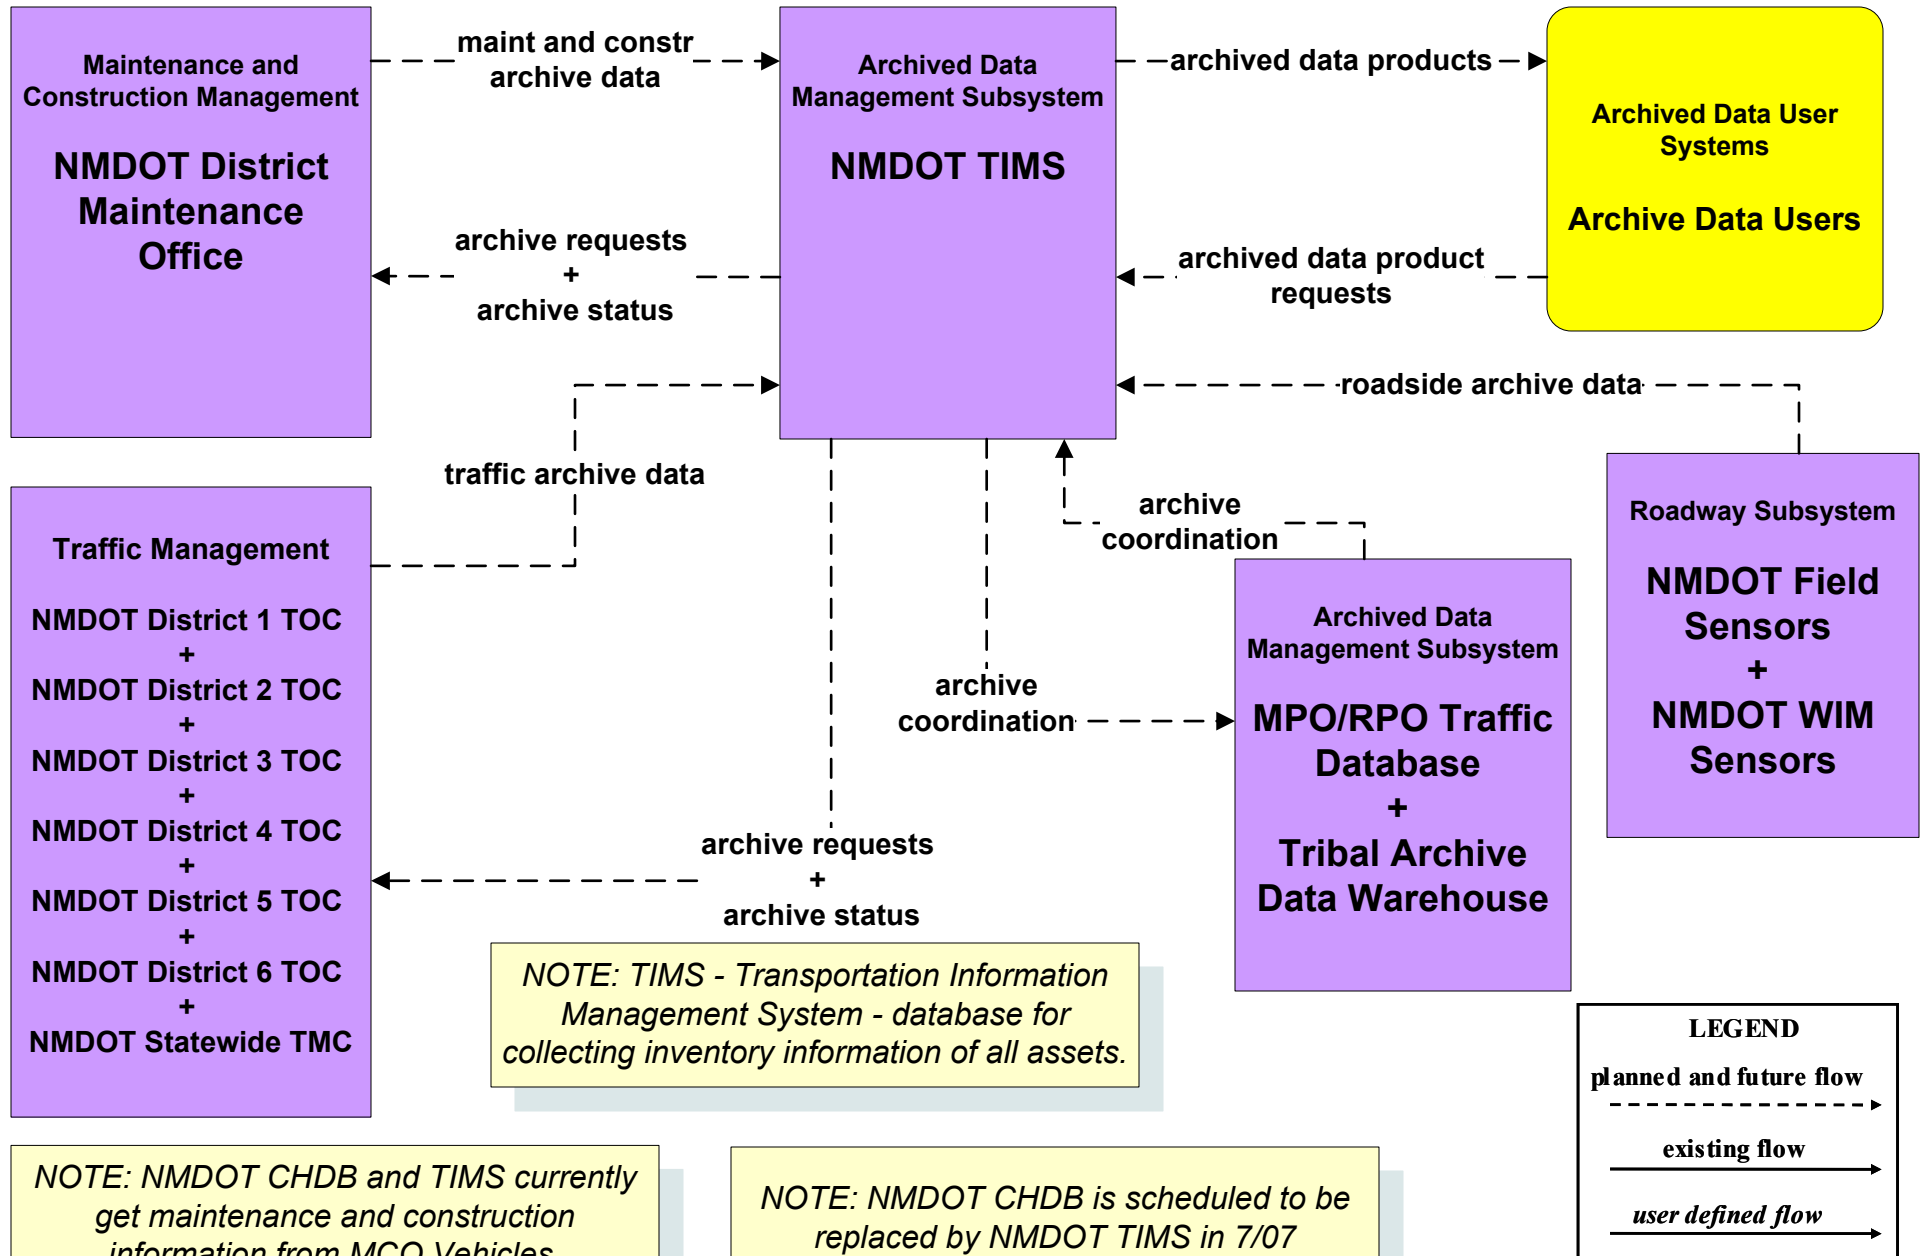 Maintenance and
Construction Management
NMDOT District
Maintenance
Office
maint and constr
archive data
archive requests
+
archive status
Archived Data
Management Subsystem
NMDOT TIMS
archived data products
archived data product
requests
Archived Data User
Systems
Archive Data Users
roadside archive data
traffic archive data
Traffic Management
NMDOT District 1 TOC
+
NMDOT District 2 TOC
+
NMDOT District 3 TOC
+
NMDOT District 4 TOC
+
NMDOT District 5 TOC
+
NMDOT District 6 TOC
+
NMDOT Statewide TMC
archive requests
+
archive status
archive
coordination
archive
coordination
Archived Data
Management Subsystem
MPO/RPO Traffic
Database
+
Tribal Archive
Data Warehouse
Roadway Subsystem
NMDOT Field
Sensors
+
NMDOT WIM
Sensors
NOTE: TIMS - Transportation Information
Management System - database for
collecting inventory information of all assets.
NOTE: NMDOT CHDB and TIMS currently
get maintenance and construction
information from MCO Vehicles
NOTE: NMDOT CHDB is scheduled to be
replaced by NMDOT TIMS in 7/07
LEGEND
planned and future flow
existing flow
user defined flow